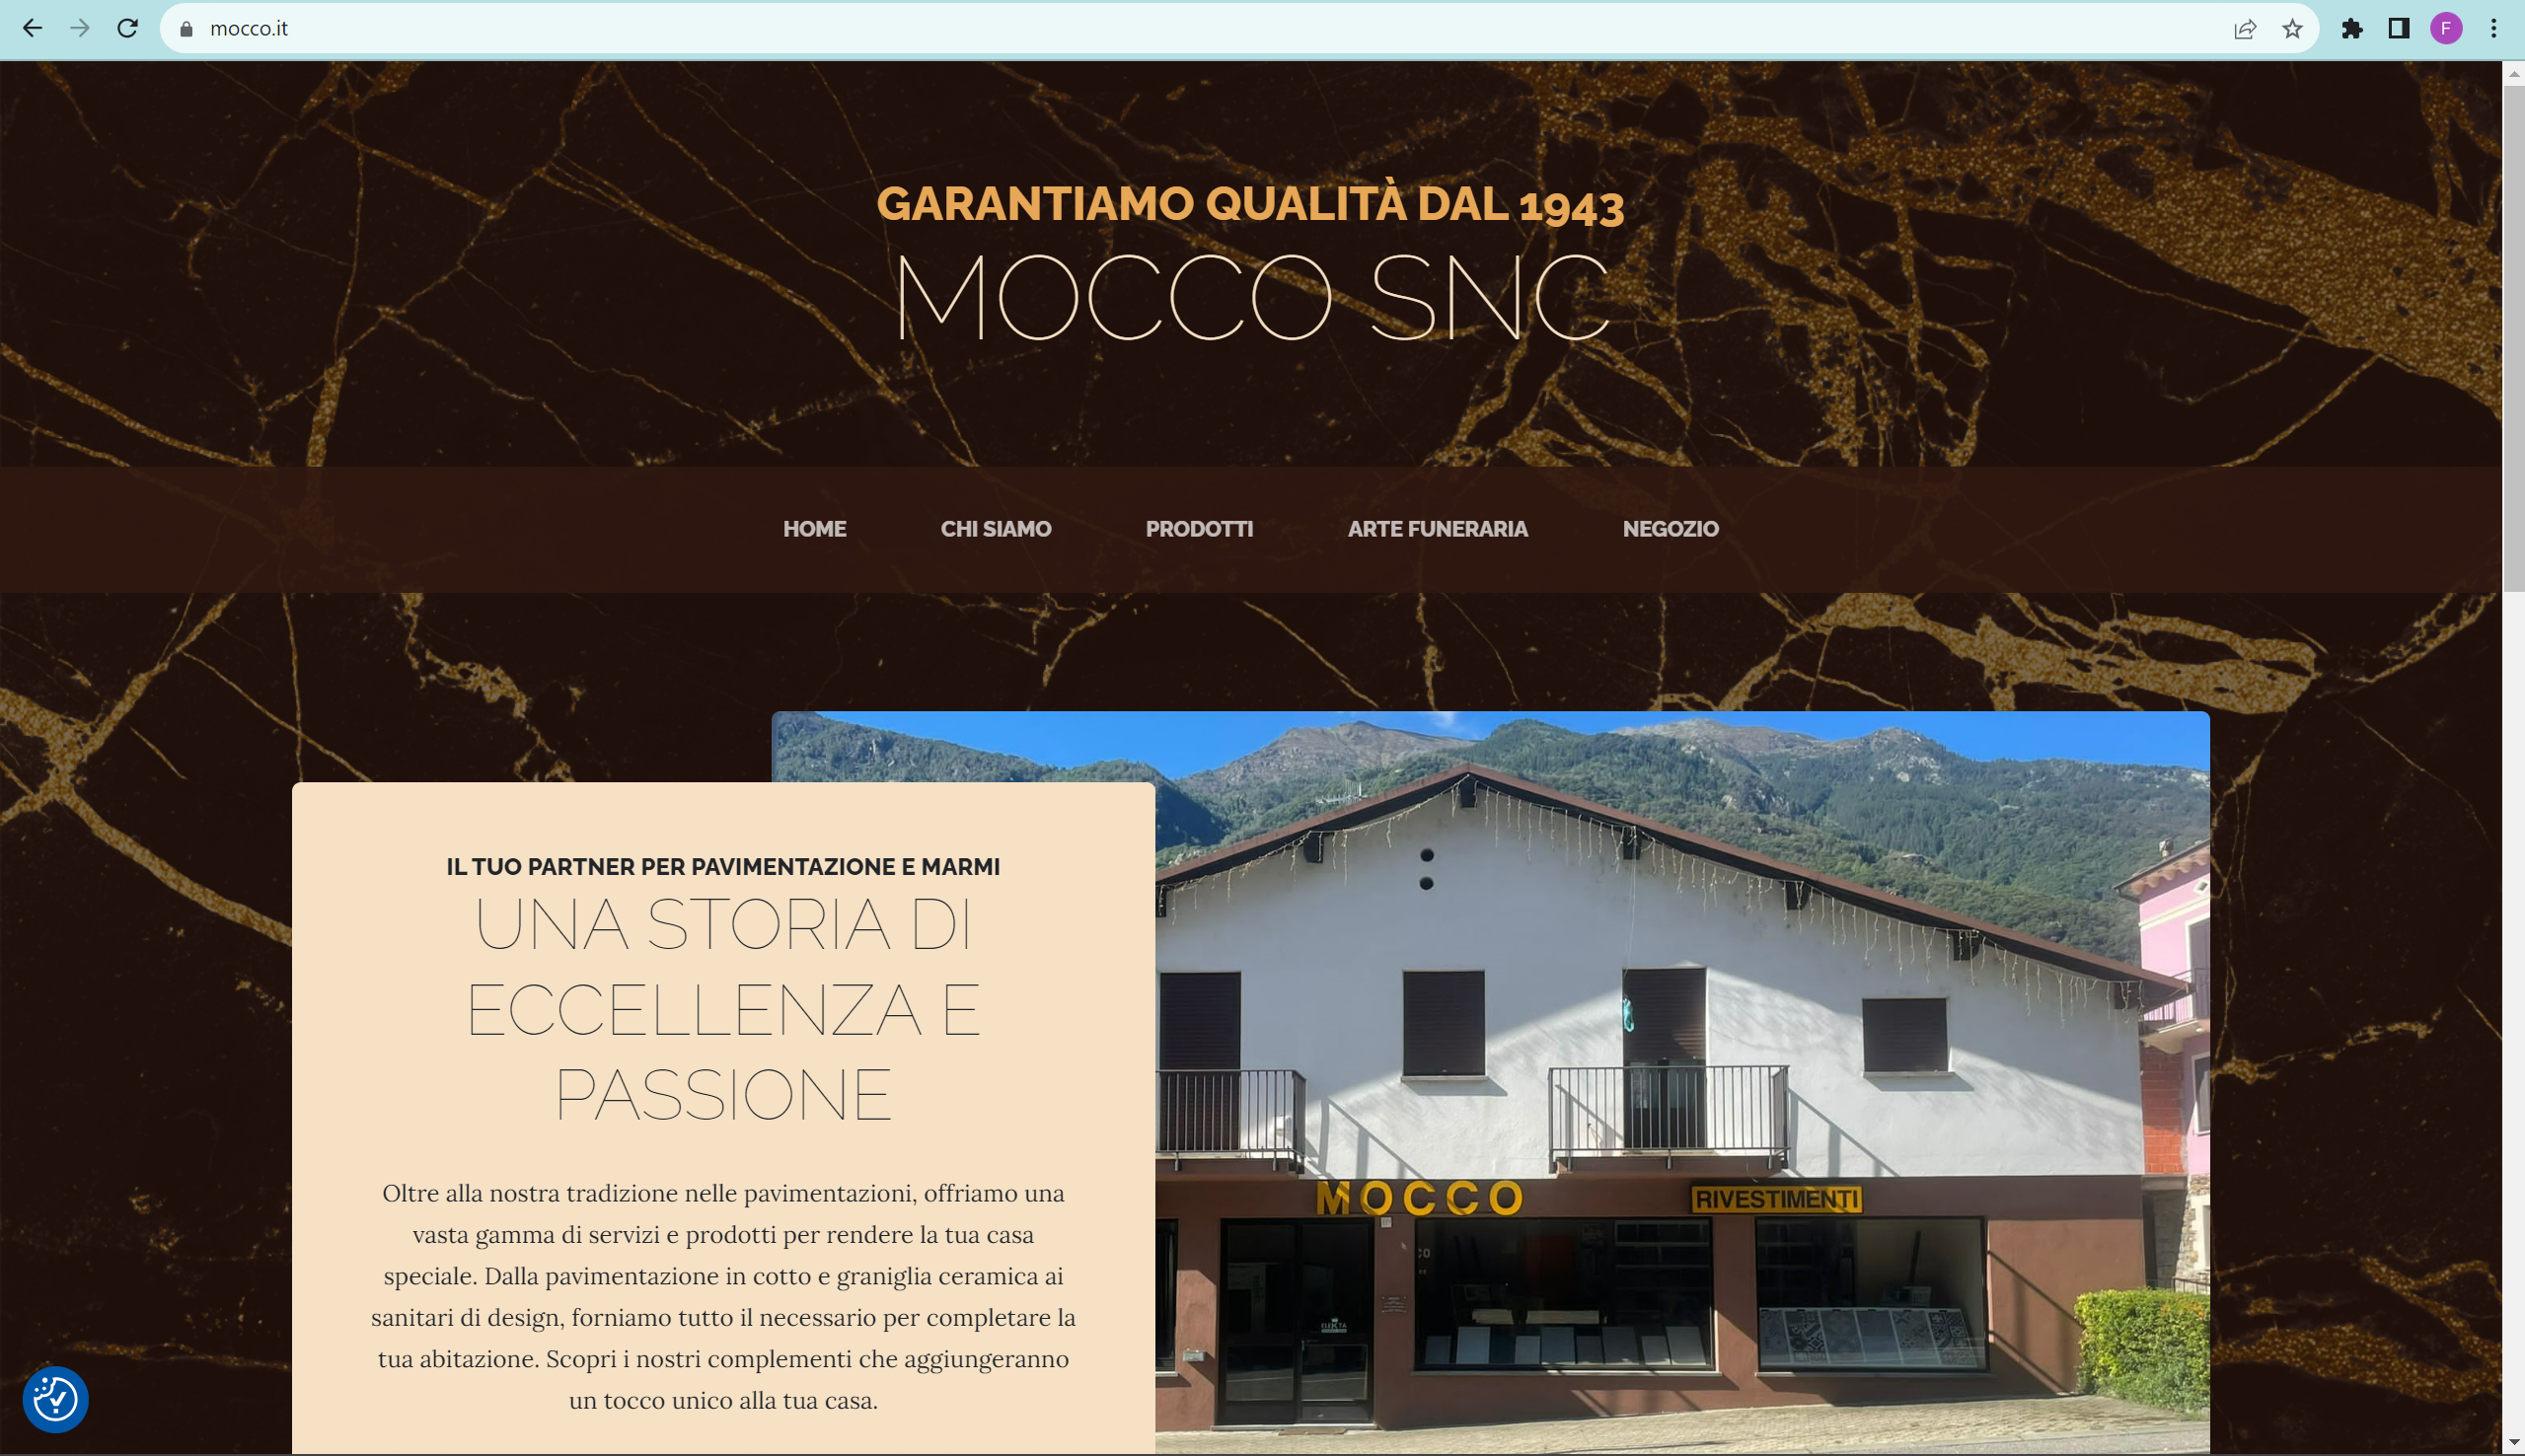 mocco.it
F
GARANTIAMO QUALITÀ DAL 1943
MOCCO SNC
HOME CHI SIAMO PRODOTTI ARTE FUNERARIA NEGOZIO
IL TUO PARTNER PER PAVIMENTAZIONE E MARMI
UNA STORIA DI
ECCELLENZA E
PASSIONE
Oltre alla nostra tradizione nelle pavimentazioni, offriamo una
vasta gamma di servizi e prodotti per rendere la tua casa
speciale. Dalla pavimentazione in cotto e graniglia ceramica ai
sanitari di design, forniamo tutto il necessario per completare la
tua abitazione. Scopri i nostri complementi che aggiungeranno
un tocco unico alla tua casa.
MOCCO
RIVESTIMENTI
ELEKTA